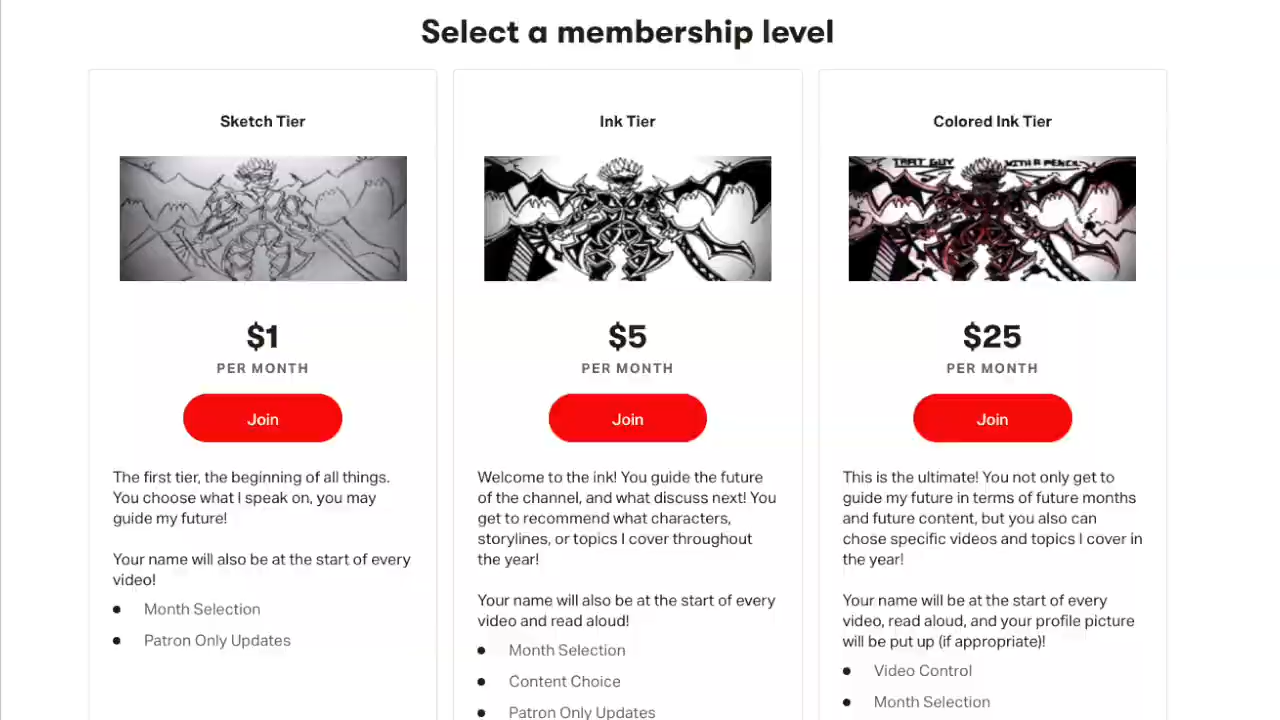 Select a membership level
Sketch Tier
$1
PER MONTH
Join
The first tier, the beginning of all things.
You choose what I speak on, you may
guide my future!
Your name will also be at the start of every
video!
Month Selection
Patron Only Updates
Ink Tier
$5
PER MONTH
Join
Welcome to the ink! You guide the future
of the channel, and what discuss next! You
get to recommend what characters,
storylines, or topics I cover throughout
the year!
Your name will also be at the start of every
video and read aloud!
Month Selection
Content Choice
Patron Only Updates
Colored Ink Tier
THAT GUY WITH A PENCIL
$25
PER MONTH
Join
This is the ultimate! You not only get to
guide my future in terms of future months
and future content, but you also can
chose specific videos and topics I cover in
the year!
Your name will be at the start of every
video, read aloud, and your profile picture
will be put up (if appropriate)!
Video Control
Month Selection